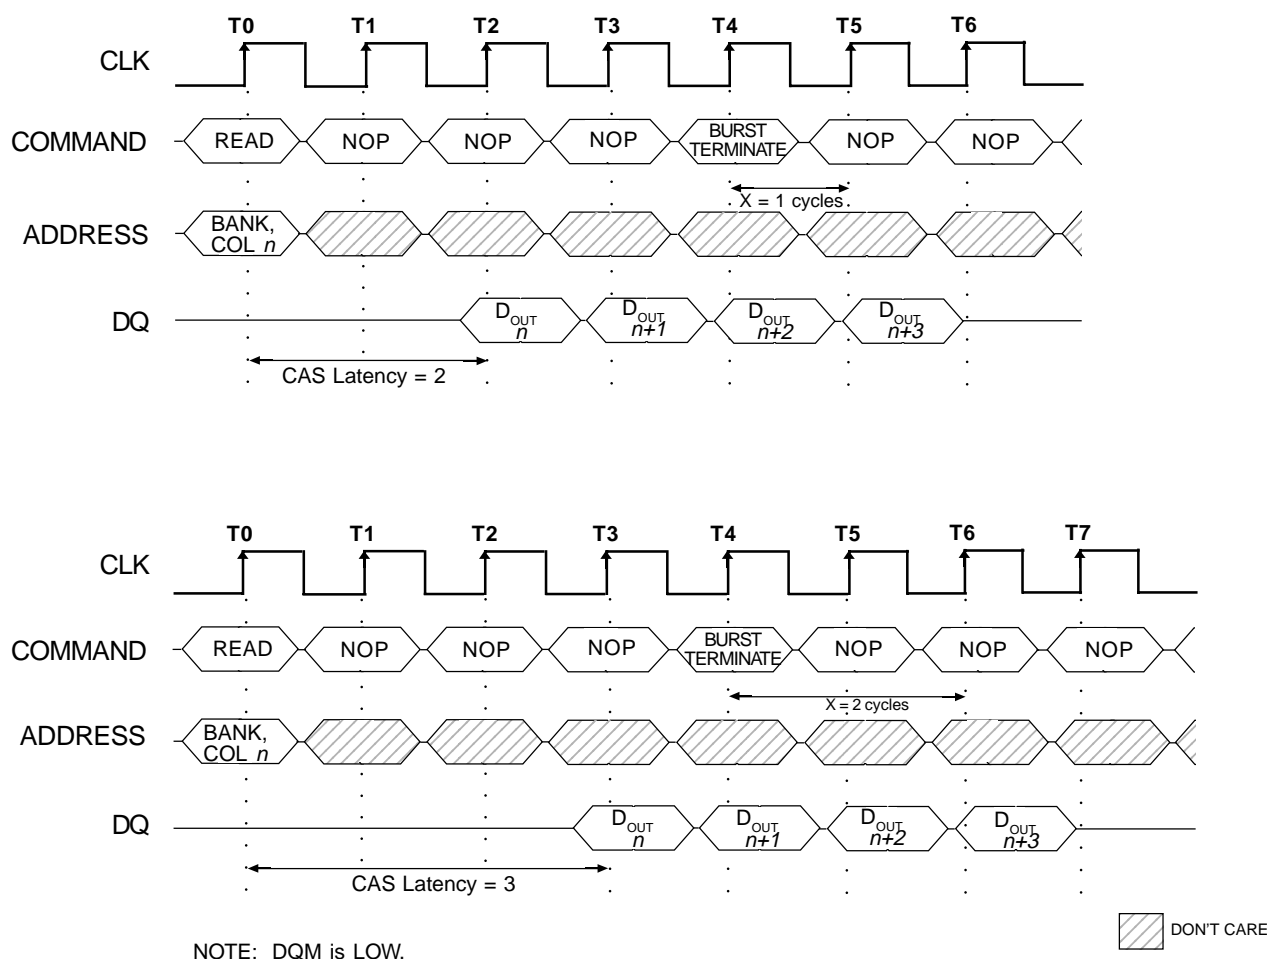 T0 T1 T2 T3 T4 T5 T6
CLK
COMMAND READ NOP NOP NOP BURST TERMINATE NOP NOP
X = 1 cycles
ADDRESS BANK, COL n
DQ DOUT n DOUT n+1 DOUT n+2 DOUT n+3
CAS Latency = 2
T0 T1 T2 T3 T4 T5 T6 T7
CLK
COMMAND READ NOP NOP NOP BURST TERMINATE NOP NOP NOP
X = 2 cycles
ADDRESS BANK, COL n
DQ DOUT n DOUT n+1 DOUT n+2 DOUT n+3
CAS Latency = 3
DON'T CARE
NOTE: DQM is LOW.